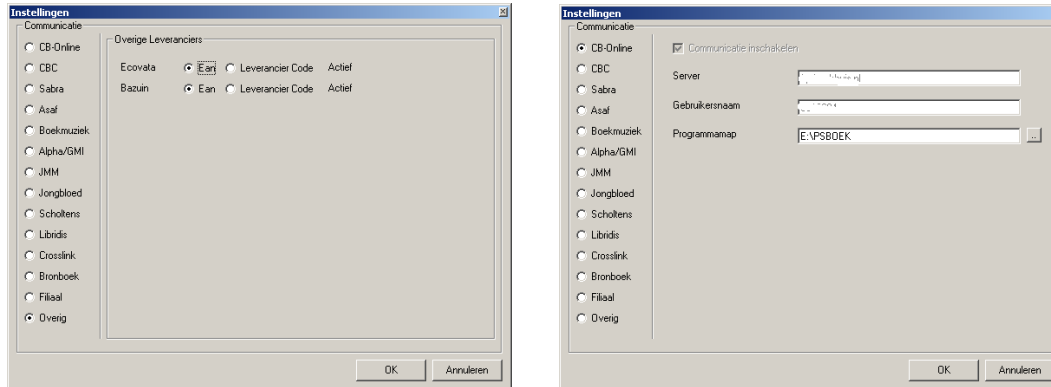 Instellingen
Communicatie
CB-Online
CBC
Sabra
Asaf
Boekmuziek
Alpha/GMI
JMM
Jongbloed
Scholtens
Libridis
Crosslink
Bronboek
Filiaal
Overig
Overige Leveranciers
Ecovata Ean Leverancier Code Actief
Bazuin Ean Leverancier Code Actief
OK Annuleren
Instellingen
Communicatie
CB-Online
CBC
Sabra
Asaf
Boekmuziek
Alpha/GMI
JMM
Jongbloed
Scholtens
Libridis
Crosslink
Bronboek
Filiaal
Overig
Communicatie inschakelen
Server
Gebruikersnaam
Programmamap E:\PSBOEK ..
OK Annuleren